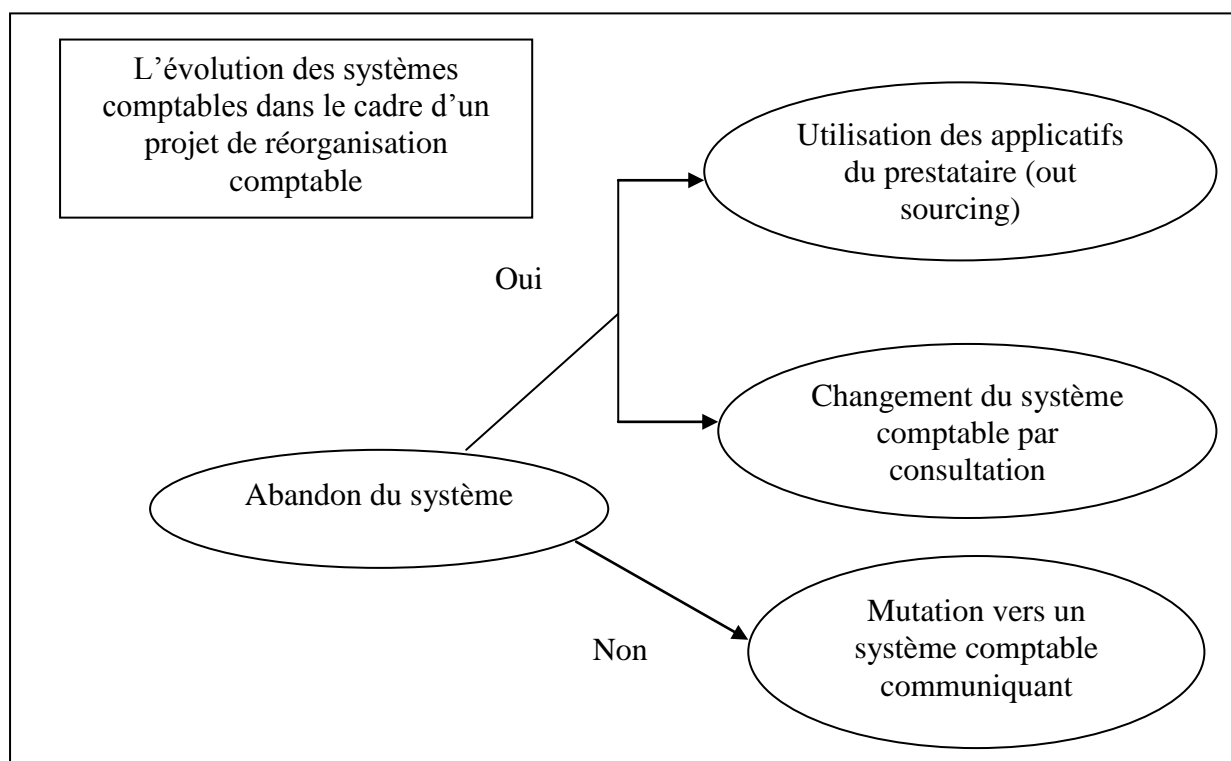 L’évolution des systèmes
comptables dans le cadre d’un
projet de réorganisation
comptable
Utilisation des applicatifs
du prestataire (out
sourcing)
Oui
Changement du système
comptable par
consultation
Abandon du système
Mutation vers un
système comptable
communiquant
Non